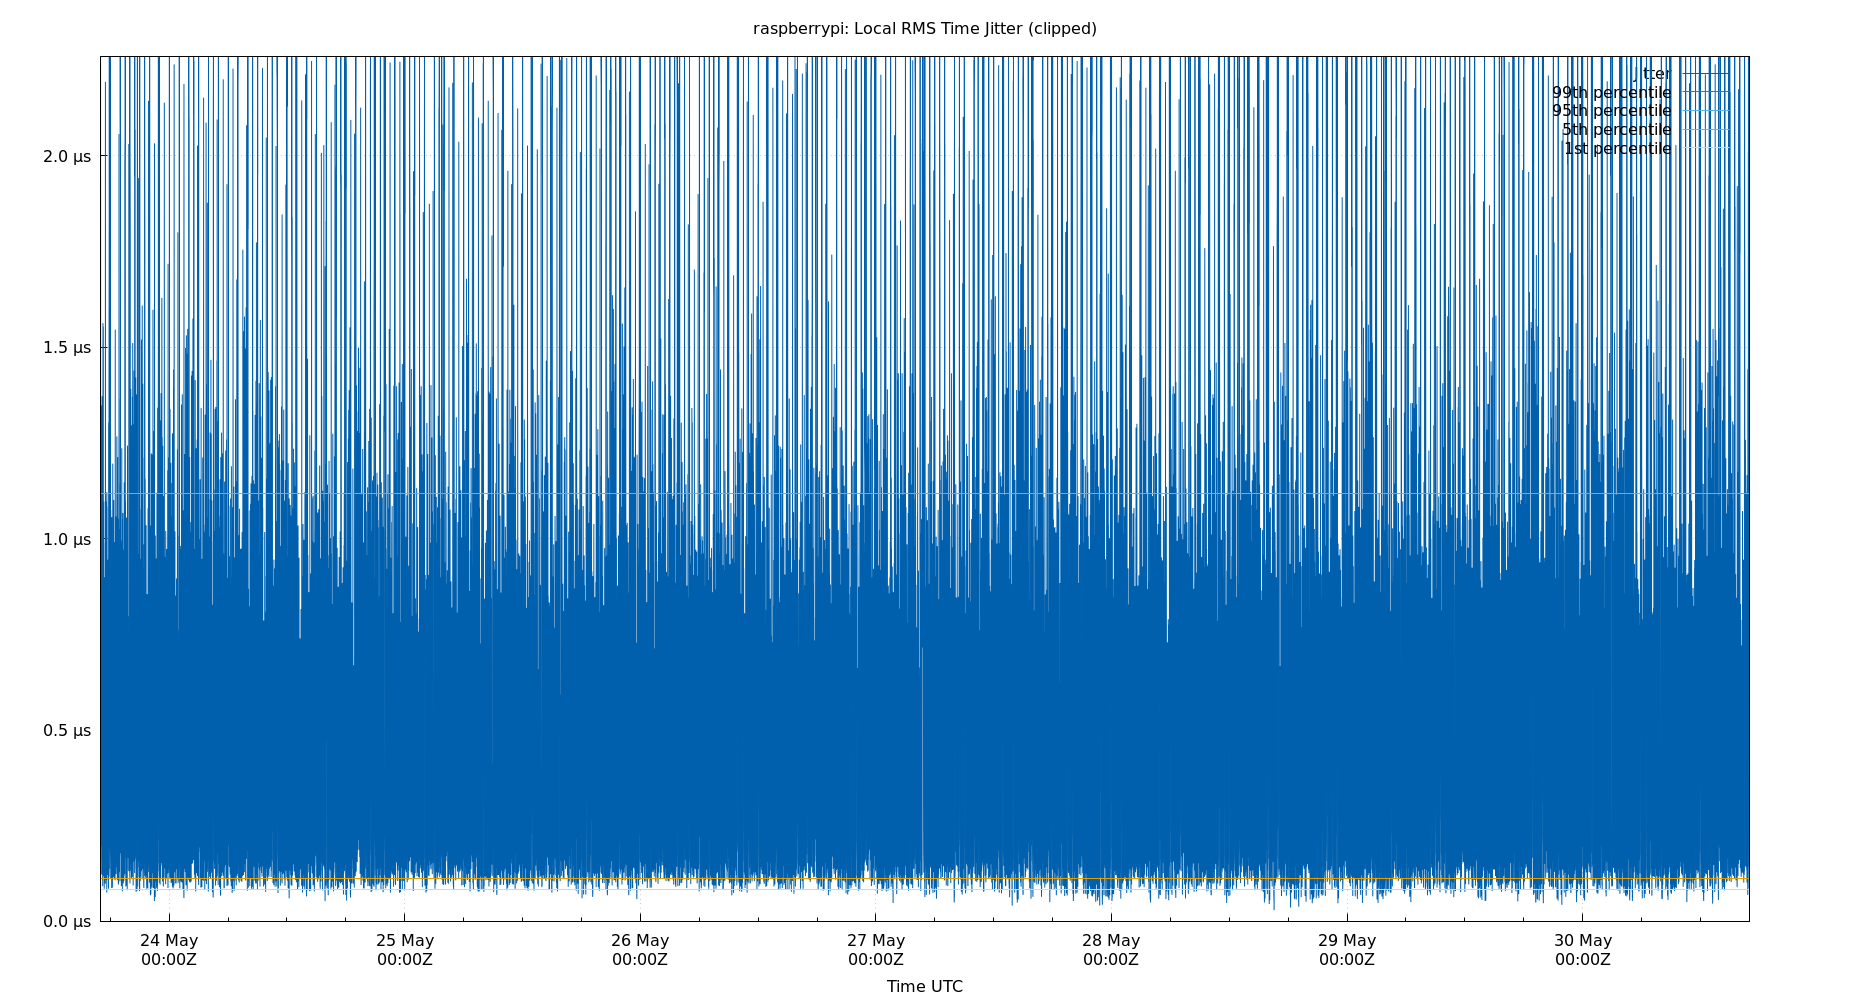 raspberrypi: Local RMS Time Jitter (clipped)
Jitter
99th percentile
95th percentile
5th percentile
1st percentile
2.0 μs
1.5 μs
1.0 μs
0.5 μs
0.0 μs
24 May 25 May 26 May 27 May 28 May 29 May 30 May
00:00Z 00:00Z 00:00Z 00:00Z 00:00Z 00:00Z 00:00Z
Time UTC